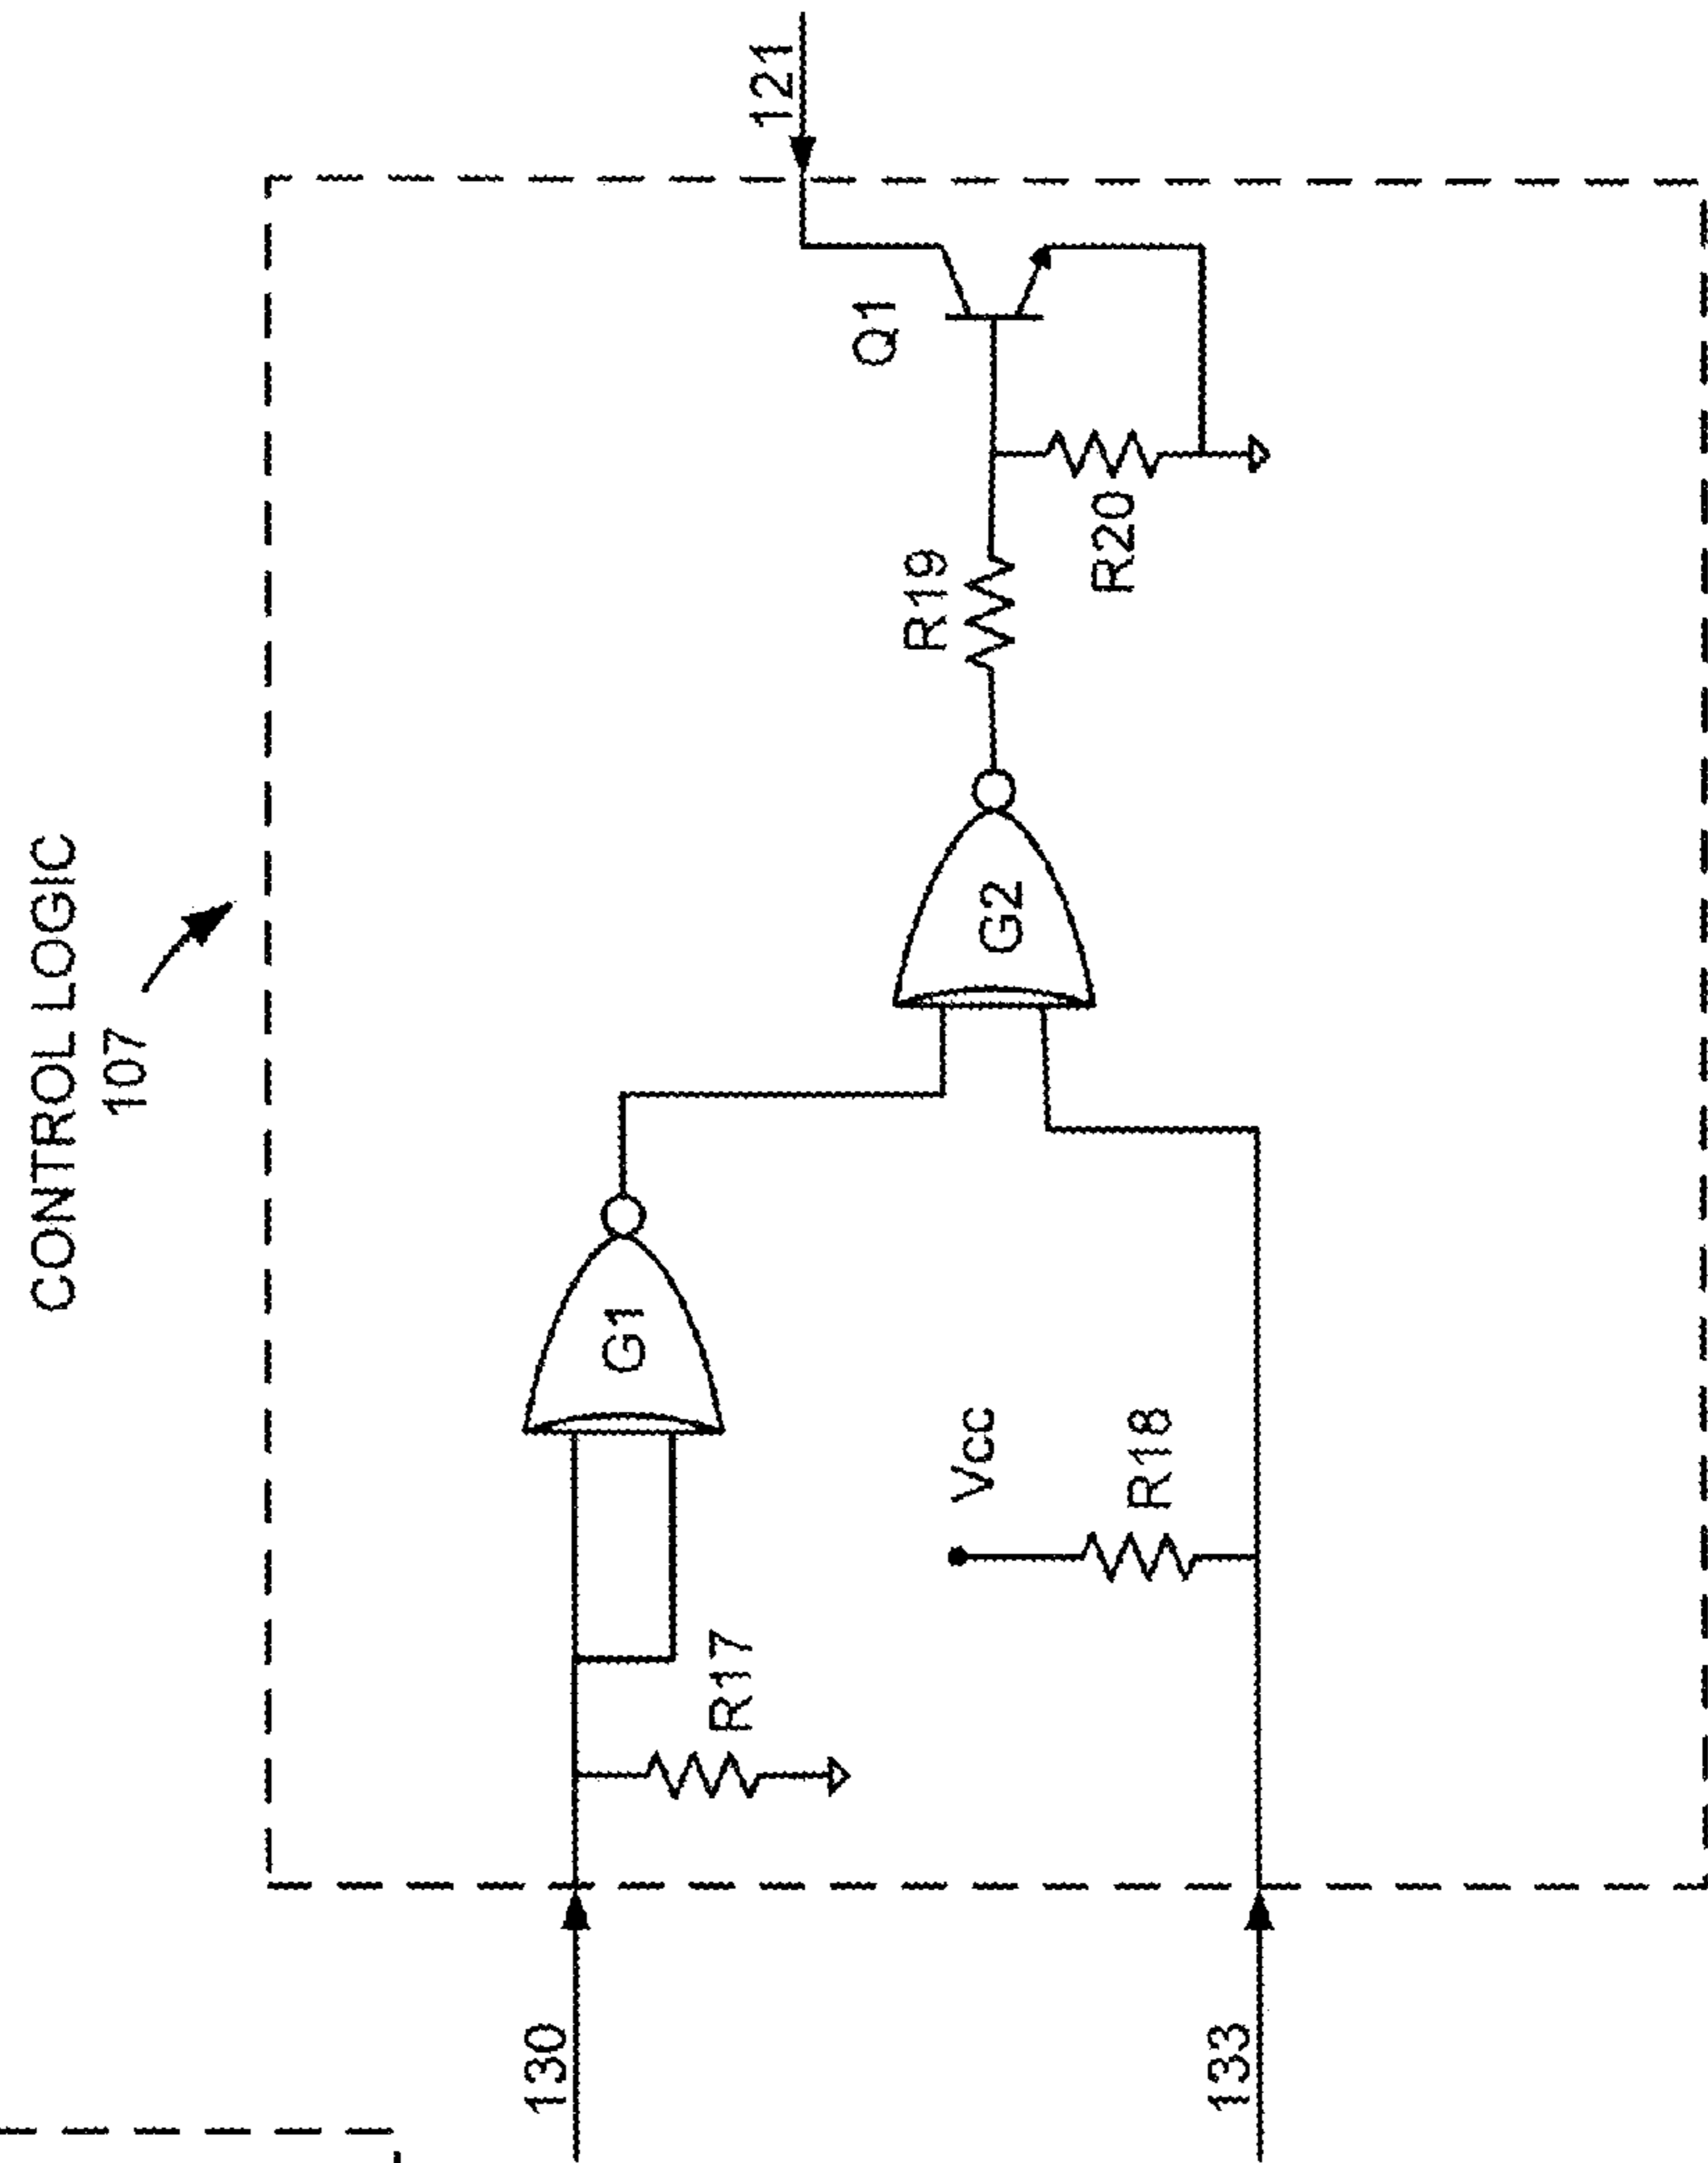 CONTROL LOGIC
107
130
R17
G1
133
Vcc
R18
G2
R19
R20
Q1
121